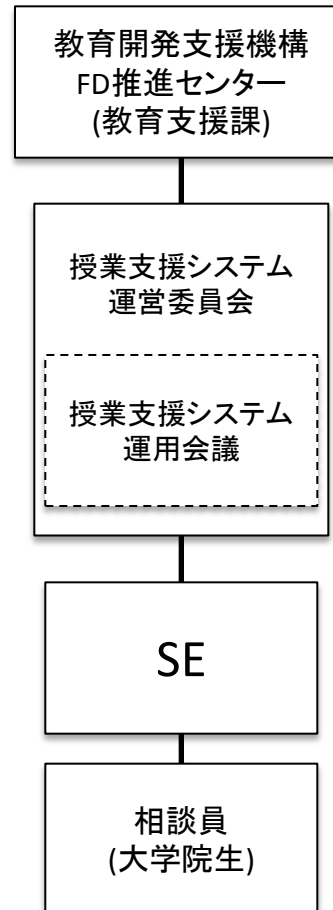 教育開発支援機構
FD推進センター
(教育支援課)
授業支援システム
運営委員会
授業支援システム
運用会議
SE
相談員
(大学院生)